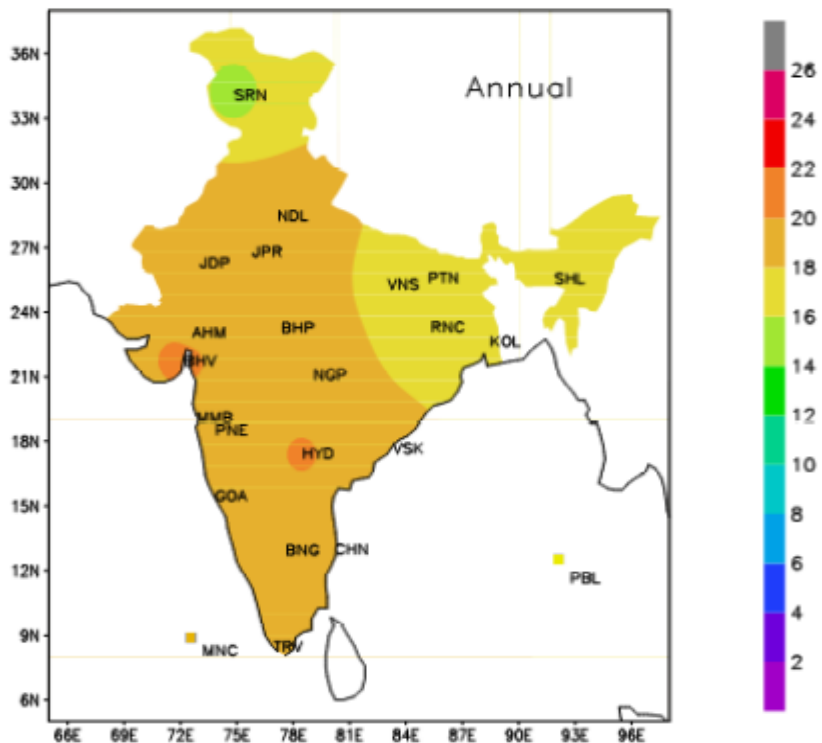 36N
33N
30N
27N
24N
21N
18N
15N
12N
9N
6N
66E 69E 72E 75E 78E 81E 84E 87E 90E 93E 96E
Annual
SRN
NDL
JPR
JDP
VNS PTN SHL
AHM BHP RNC
KOL
BHV
NGP
MMB
PNE
HYD VSK
GOA
BNG CHN
PBL
MNC TRV
26
24
22
20
18
16
14
12
10
8
6
4
2